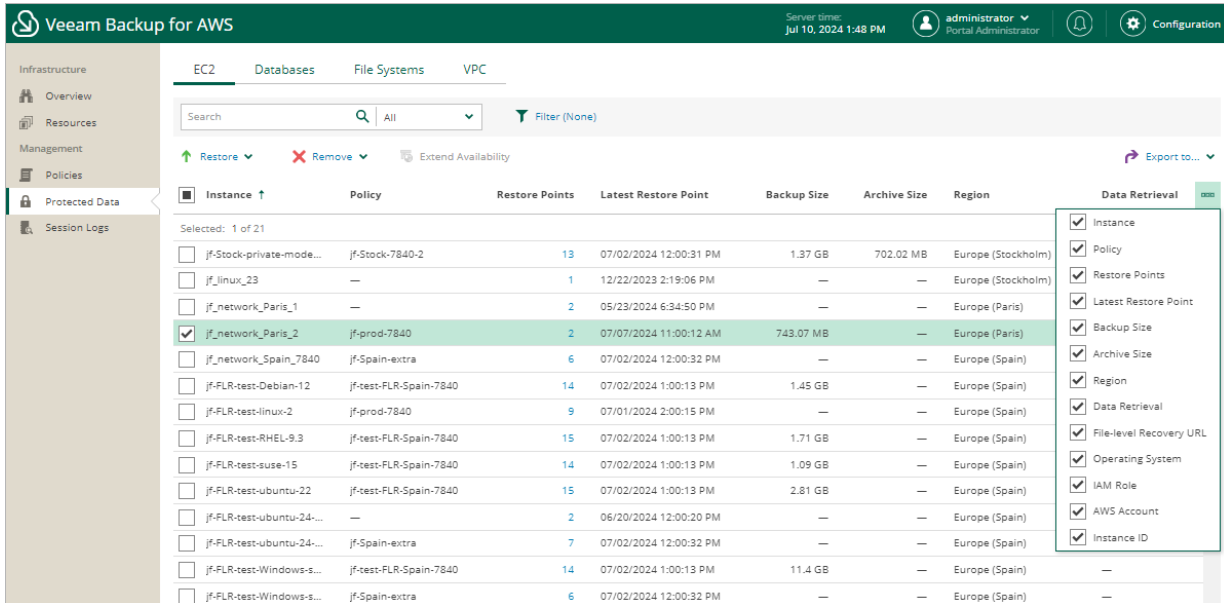 Veeam Backup for AWS
Server time:
Jul 10, 2024 1:48 PM
administrator
Portal Administrator
Configuration
Infrastructure
Overview
Resources
Management
Policies
Protected Data
Session Logs
EC2 Databases File Systems VPC
Search All Filter (None)
Restore Remove Extend Availability Export to...
Instance Policy Restore Points Latest Restore Point Backup Size Archive Size Region Data Retrieval
Selected: 1 of 21
jf-Stock-private-mode... jf-Stock-7840-2 13 07/02/2024 12:00:31 PM 1.37 GB 702.02 MB Europe (Stockholm)
jf_linux_23 — 1 12/22/2023 2:19:06 PM — — Europe (Stockholm)
jf_network_Paris_1 — 2 05/23/2024 6:34:50 PM — — Europe (Paris)
jf_network_Paris_2 jf-prod-7840 2 07/07/2024 11:00:12 AM 743.07 MB — Europe (Paris)
jf_network_Spain_7840 jf-Spain-extra 6 07/02/2024 12:00:32 PM — — Europe (Spain)
jf-FLR-test-Debian-12 jf-test-FLR-Spain-7840 14 07/02/2024 1:00:13 PM 1.45 GB — Europe (Spain)
jf-FLR-test-linux-2 jf-prod-7840 9 07/01/2024 2:00:15 PM — — Europe (Spain)
jf-FLR-test-RHEL-9.3 jf-test-FLR-Spain-7840 15 07/02/2024 1:00:13 PM 1.71 GB — Europe (Spain)
jf-FLR-test-suse-15 jf-test-FLR-Spain-7840 14 07/02/2024 1:00:13 PM 1.09 GB — Europe (Spain)
jf-FLR-test-ubuntu-22 jf-test-FLR-Spain-7840 15 07/02/2024 1:00:13 PM 2.81 GB — Europe (Spain)
jf-FLR-test-ubuntu-24-... — 2 06/20/2024 12:00:20 PM — — Europe (Spain)
jf-FLR-test-ubuntu-24-... jf-Spain-extra 7 07/02/2024 12:00:32 PM — — Europe (Spain)
jf-FLR-test-Windows-s... jf-test-FLR-Spain-7840 14 07/02/2024 1:00:13 PM 11.4 GB — Europe (Spain) —
jf-FLR-test-Windows-s... jf-Spain-extra 6 07/02/2024 12:00:32 PM — — Europe (Spain) —
Instance
Policy
Restore Points
Latest Restore Point
Backup Size
Archive Size
Region
Data Retrieval
File-level Recovery URL
Operating System
IAM Role
AWS Account
Instance ID